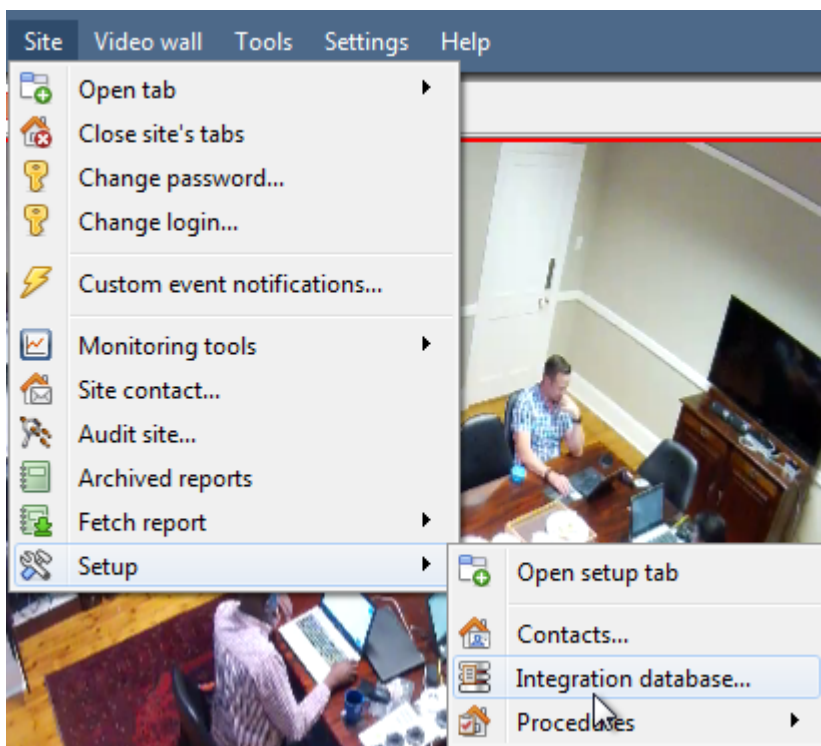 Site Video wall Tools Settings Help
Open tab
Close site's tabs
Change password...
Change login...
Custom event notifications...
Monitoring tools
Site contact...
Audit site...
Archived reports
Fetch report
Setup
Open setup tab
Contacts...
Integration database...
Procedures